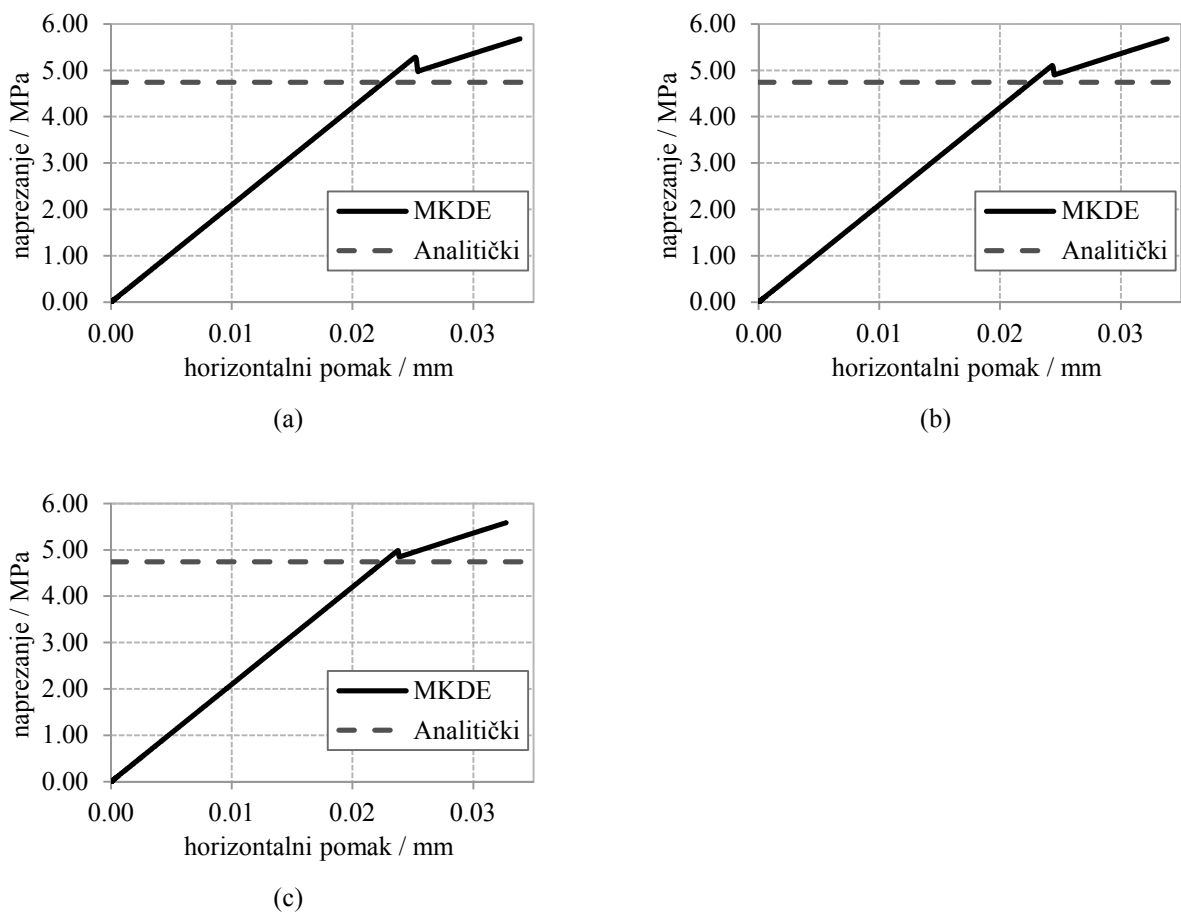 6.00
5.00
4.00
3.00
2.00
1.00
0.00
naprezanje / MPa
MKDE
Analitički
0.00 0.01 0.02 0.03
horizontalni pomak / mm
(a)
6.00
5.00
4.00
3.00
2.00
1.00
0.00
naprezanje / MPa
MKDE
Analitički
0.00 0.01 0.02 0.03
horizontalni pomak / mm
(b)
6.00
5.00
4.00
3.00
2.00
1.00
0.00
naprezanje / MPa
MKDE
Analitički
0.00 0.01 0.02 0.03
horizontalni pomak / mm
(c)